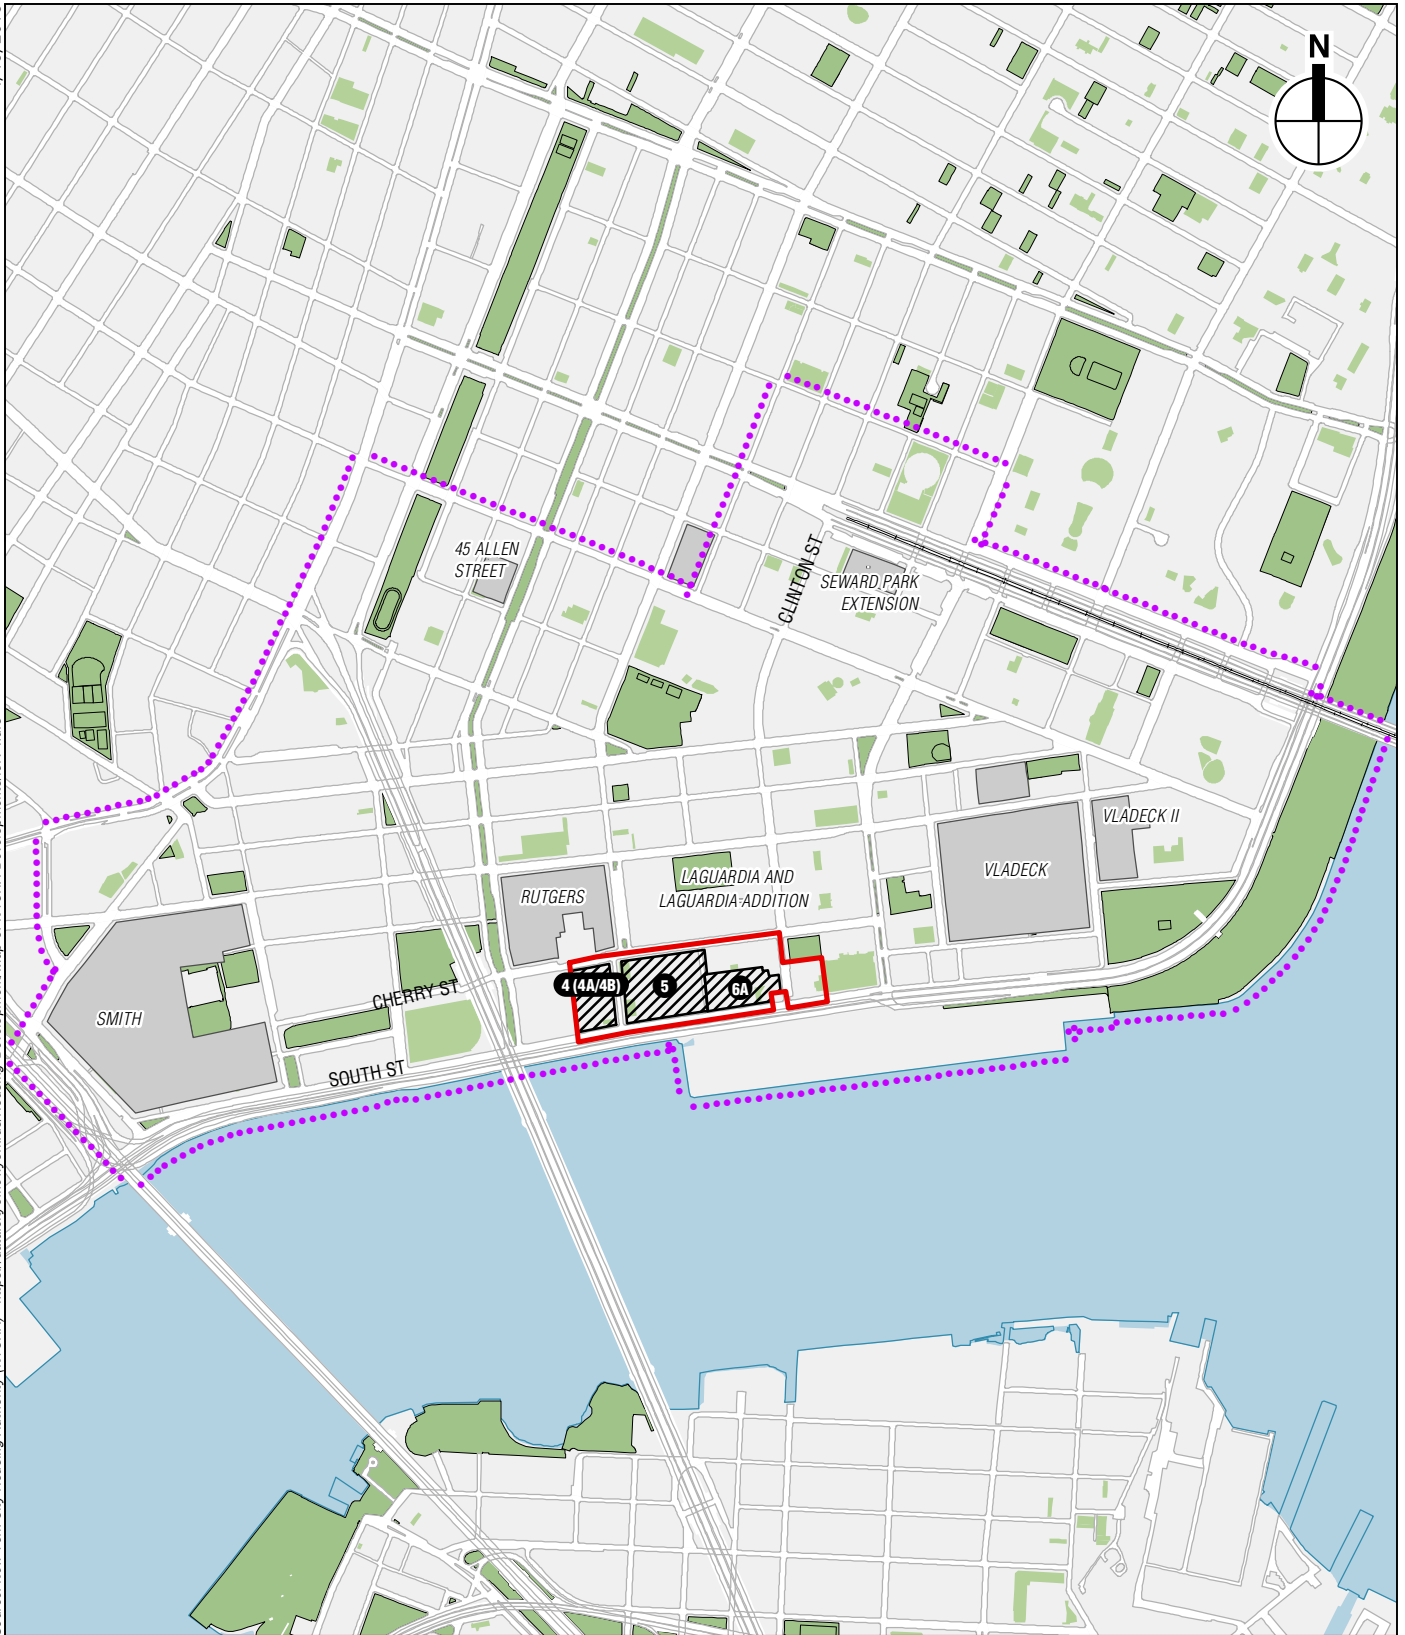 N
45 ALLEN
STREET
CLINTON ST
SEWARD PARK
EXTENSION
VLADECK II
VLADECK
LAGUARDIA AND
LAGUARDIA ADDITION
RUTGERS
4 (4A/4B)
5
6A
CHERRY ST
SMITH
SOUTH ST